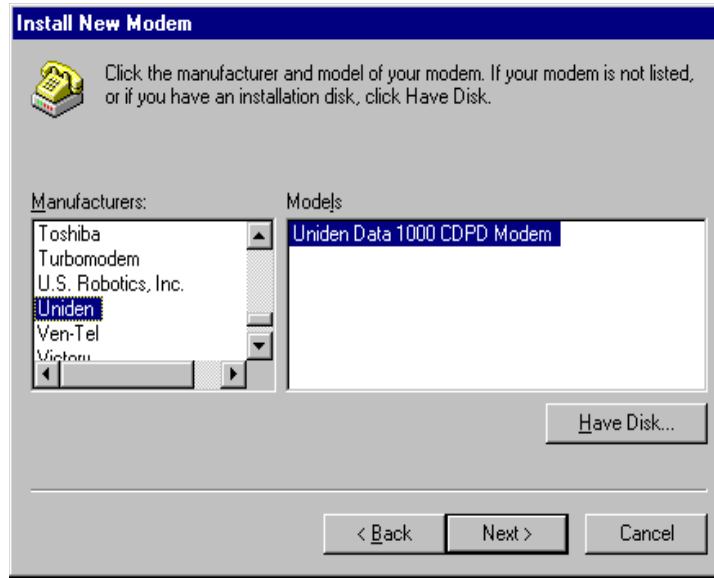 Install New Modem
Click the manufacturer and model of your modem. If your modem is not listed,
or if you have an installation disk, click Have Disk.
Manufacturers:
Models
Toshiba
Turbomodem
U.S. Robotics, Inc.
Uniden
Ven-Tel
Victory
Uniden Data 1000 CDPD Modem
Have Disk...
< Back
Next >
Cancel